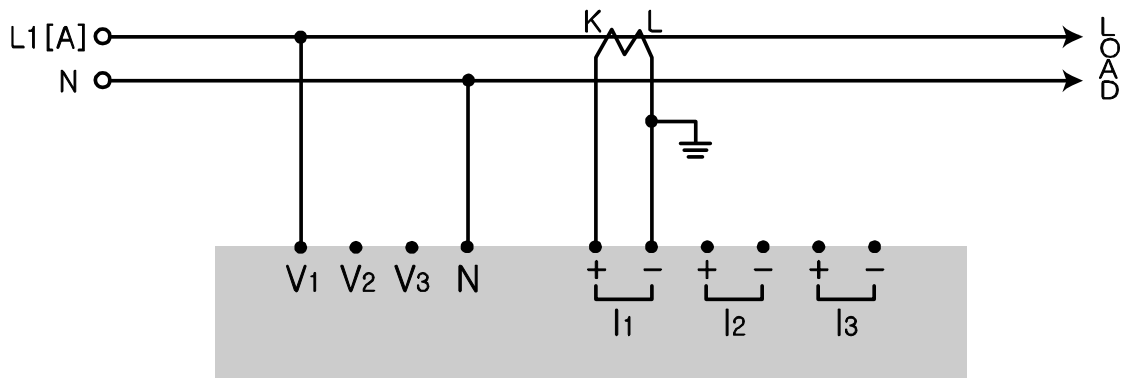 L1[A]
N
K L
LOAD
V1 V2 V3 N
+ − + − + −
I1 I2 I3